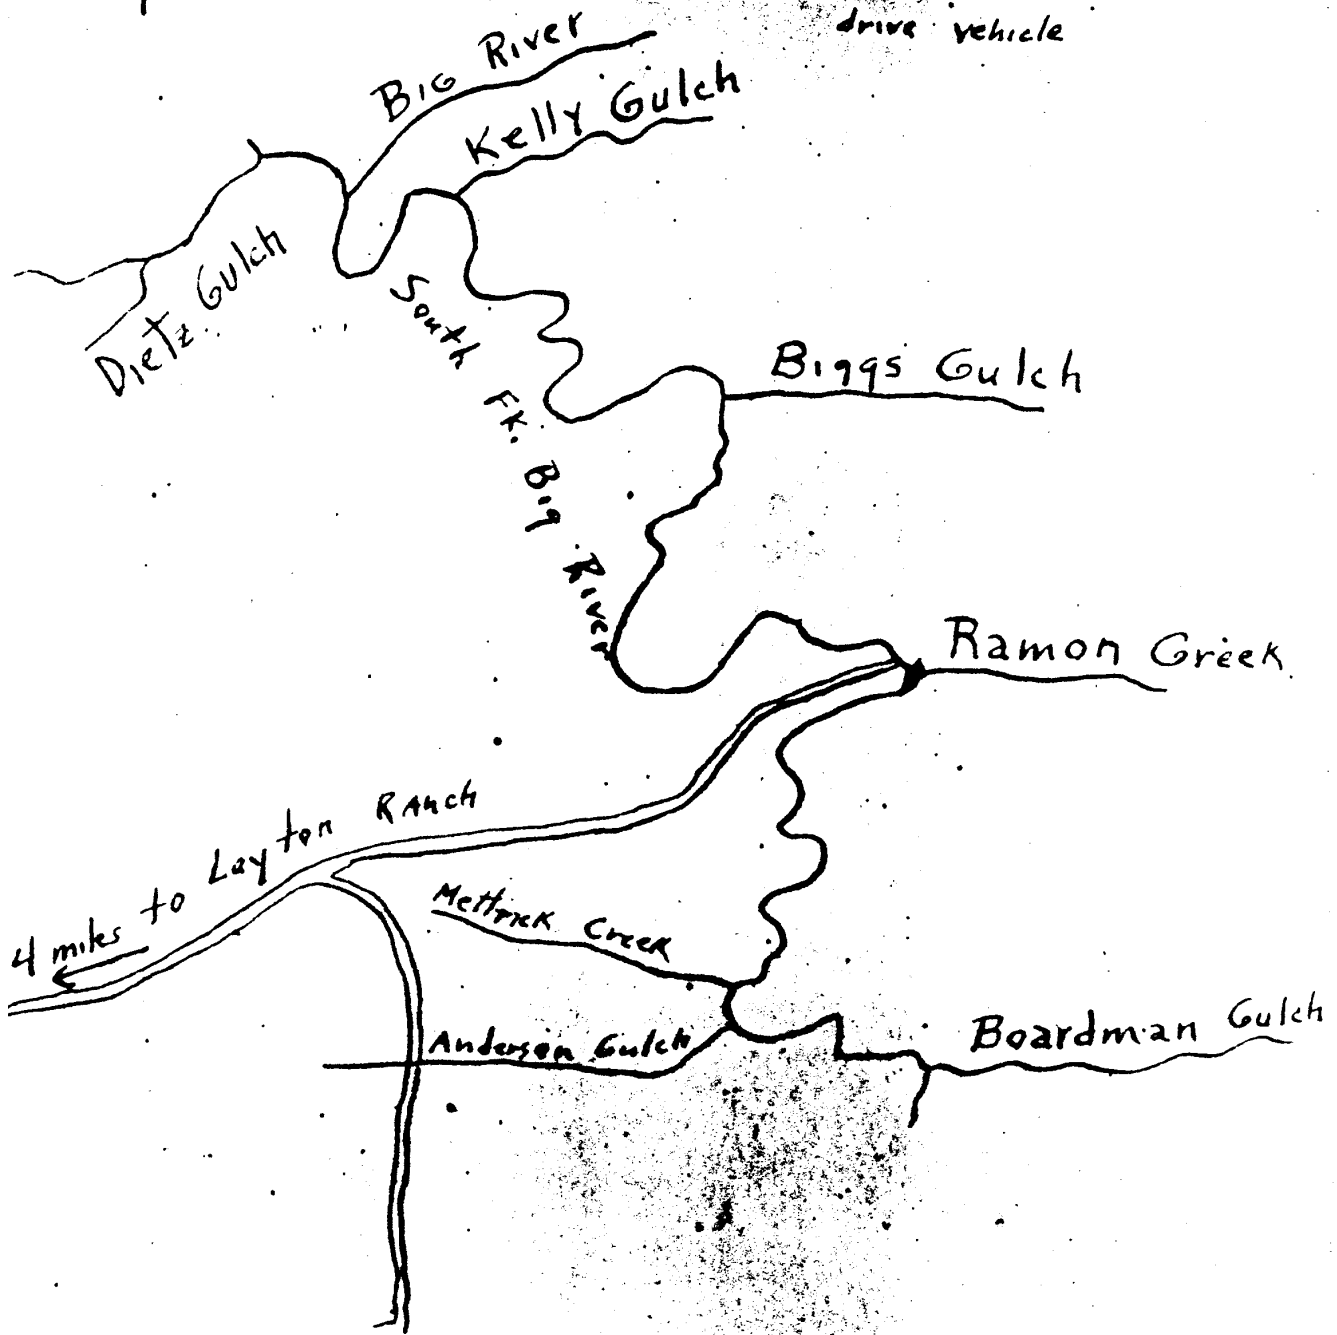 drive vehicle
Big River
Kelly Gulch
Dietz Gulch
South Fk. Big River
Biggs Gulch
Ramon Creek
4 miles to Layton Ranch
Mettrick Creek
Anderson Gulch
Boardman Gulch